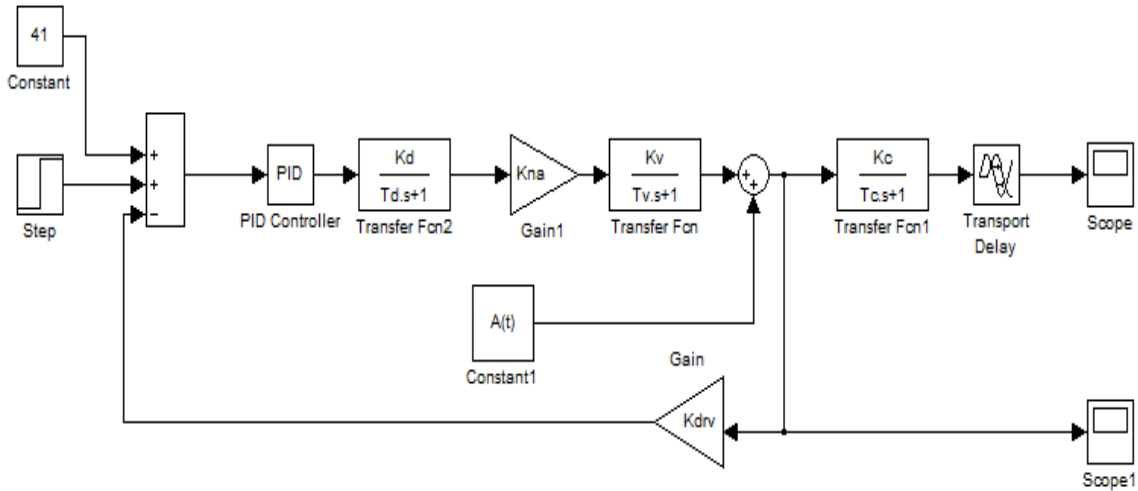 41
Constant
Step
+
+
−
PID
PID Controller
Kd
Td.s+1
Transfer Fcn2
Kna
Gain1
Kv
Tv.s+1
Transfer Fcn
+
+
Kc
Tc.s+1
Transfer Fcn1
Transport
Delay
Scope
A(t)
Constant1
Gain
Kdrv
Scope1